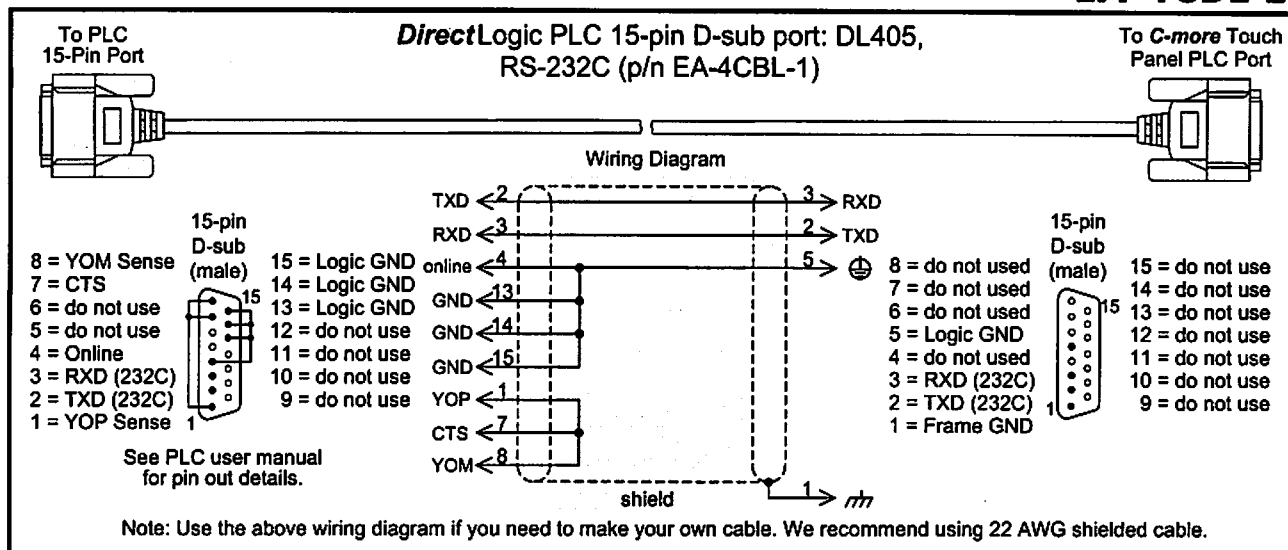 To PLC
15-Pin Port
DirectLogic PLC 15-pin D-sub port: DL405,
RS-232C (p/n EA-4CBL-1)
To C-more Touch
Panel PLC Port
Wiring Diagram
TXD 2 3 RXD
RXD 3 2 TXD
online 4 5
GND 13
GND 14
GND 15
YOP 1
CTS 7
YOM 8
shield
1
15-pin
D-sub
(male)
8 = YOM Sense
7 = CTS
6 = do not use
5 = do not use
4 = Online
3 = RXD (232C)
2 = TXD (232C)
1 = YOP Sense
15
1
15 = Logic GND
14 = Logic GND
13 = Logic GND
12 = do not use
11 = do not use
10 = do not use
9 = do not use
See PLC user manual
for pin out details.
15-pin
D-sub
(male)
8 = do not used
7 = do not used
6 = do not used
5 = Logic GND
4 = do not used
3 = RXD (232C)
2 = TXD (232C)
1 = Frame GND
15
1
15 = do not use
14 = do not use
13 = do not use
12 = do not use
11 = do not use
10 = do not use
9 = do not use
Note: Use the above wiring diagram if you need to make your own cable. We recommend using 22 AWG shielded cable.